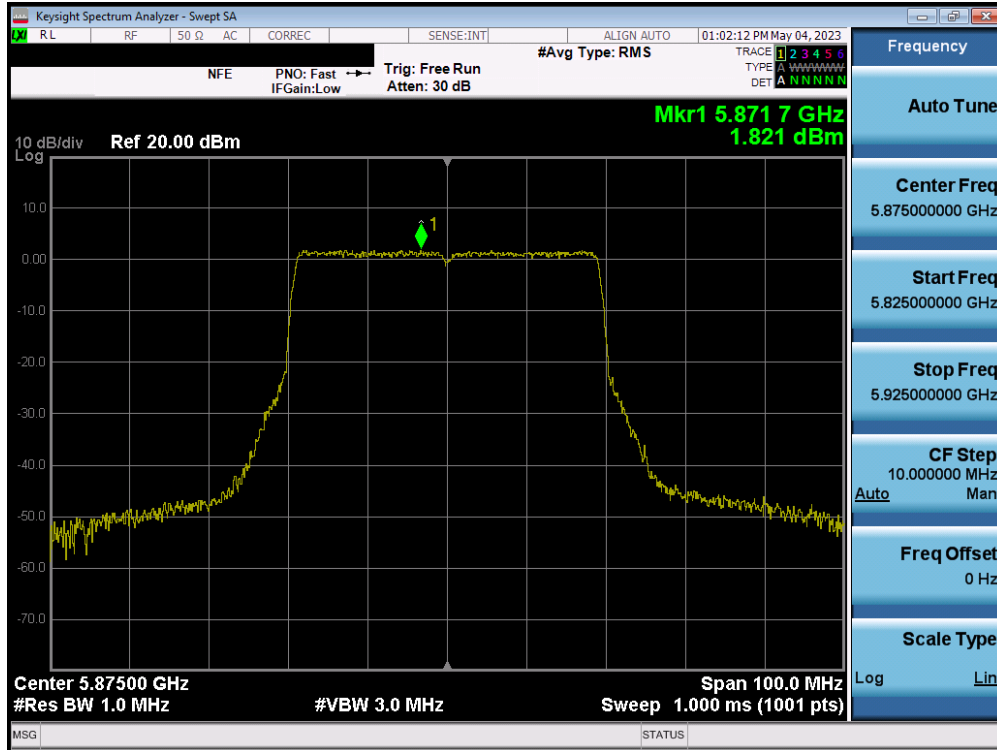 Keysight Spectrum Analyzer - Swept SA
LXI RL RF 50 Ω AC CORREC SENSE:INT ALIGN AUTO 01:02:12 PM May 04, 2023
NFE PNO: Fast IFGain:Low Trig: Free Run Atten: 30 dB #Avg Type: RMS
TRACE 1 2 3 4 5 6
TYPE A WWWWW
DET A N N N N N
Mkr1 5.871 7 GHz
1.821 dBm
10 dB/div Ref 20.00 dBm
Log
1
10.0
0.00
-10.0
-20.0
-30.0
-40.0
-50.0
-60.0
-70.0
Center 5.87500 GHz Span 100.0 MHz
#Res BW 1.0 MHz #VBW 3.0 MHz Sweep 1.000 ms (1001 pts)
MSG STATUS
Frequency
Auto Tune
Center Freq
5.875000000 GHz
Start Freq
5.825000000 GHz
Stop Freq
5.925000000 GHz
CF Step
10.000000 MHz
Auto Man
Freq Offset
0 Hz
Scale Type
Log Lin